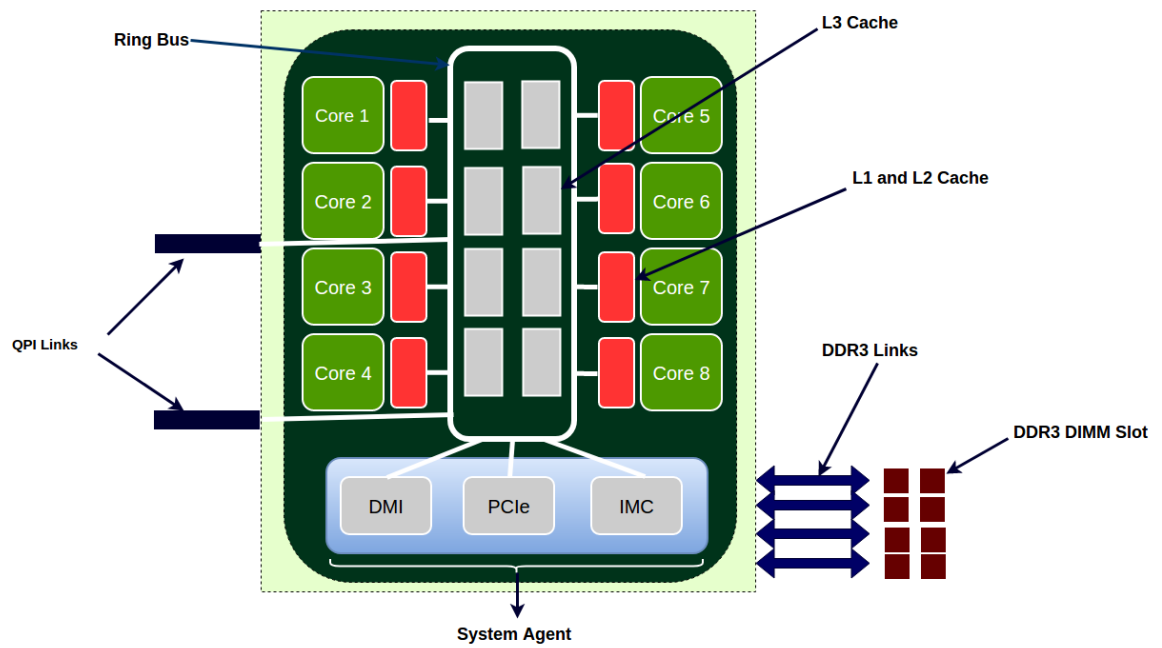 L3 Cache
Ring Bus
Core 1
Core 5
L1 and L2 Cache
Core 2
Core 6
Core 3
Core 7
QPI Links
DDR3 Links
Core 4
Core 8
DDR3 DIMM Slot
DMI
PCIe
IMC
System Agent